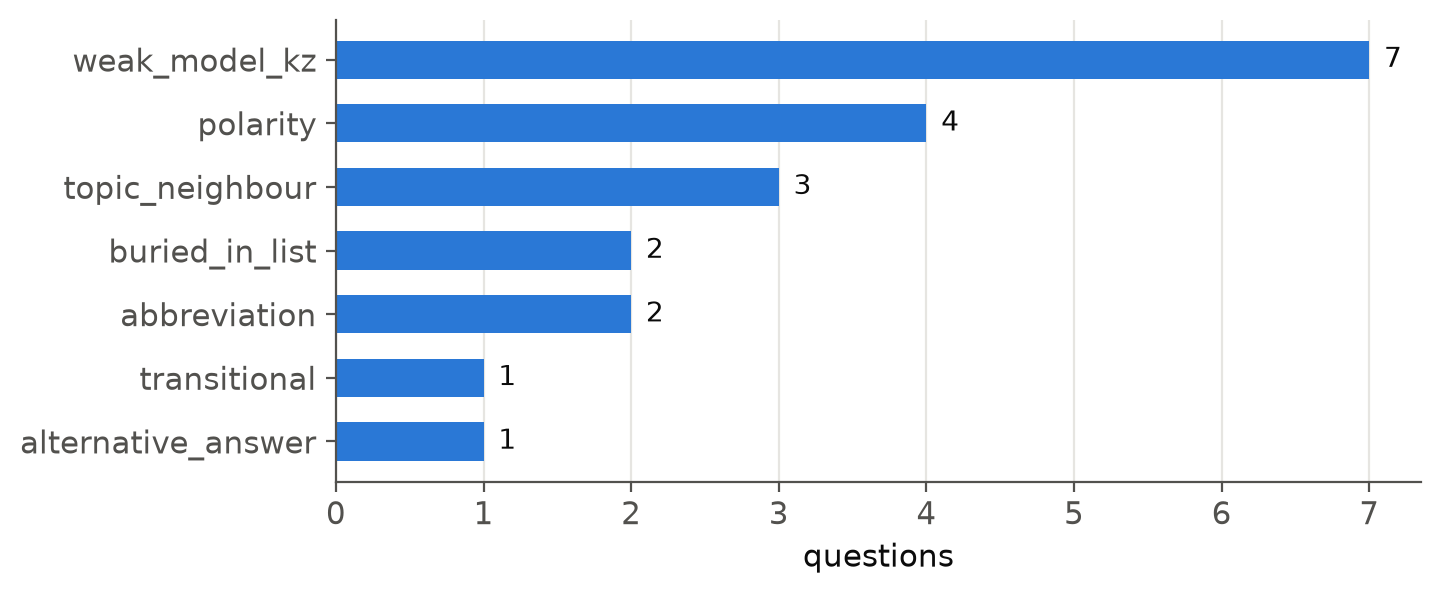 weak_model_kz 7
polarity 4
topic_neighbour 3
buried_in_list 2
abbreviation 2
transitional 1
alternative_answer 1
0 1 2 3 4 5 6 7
questions